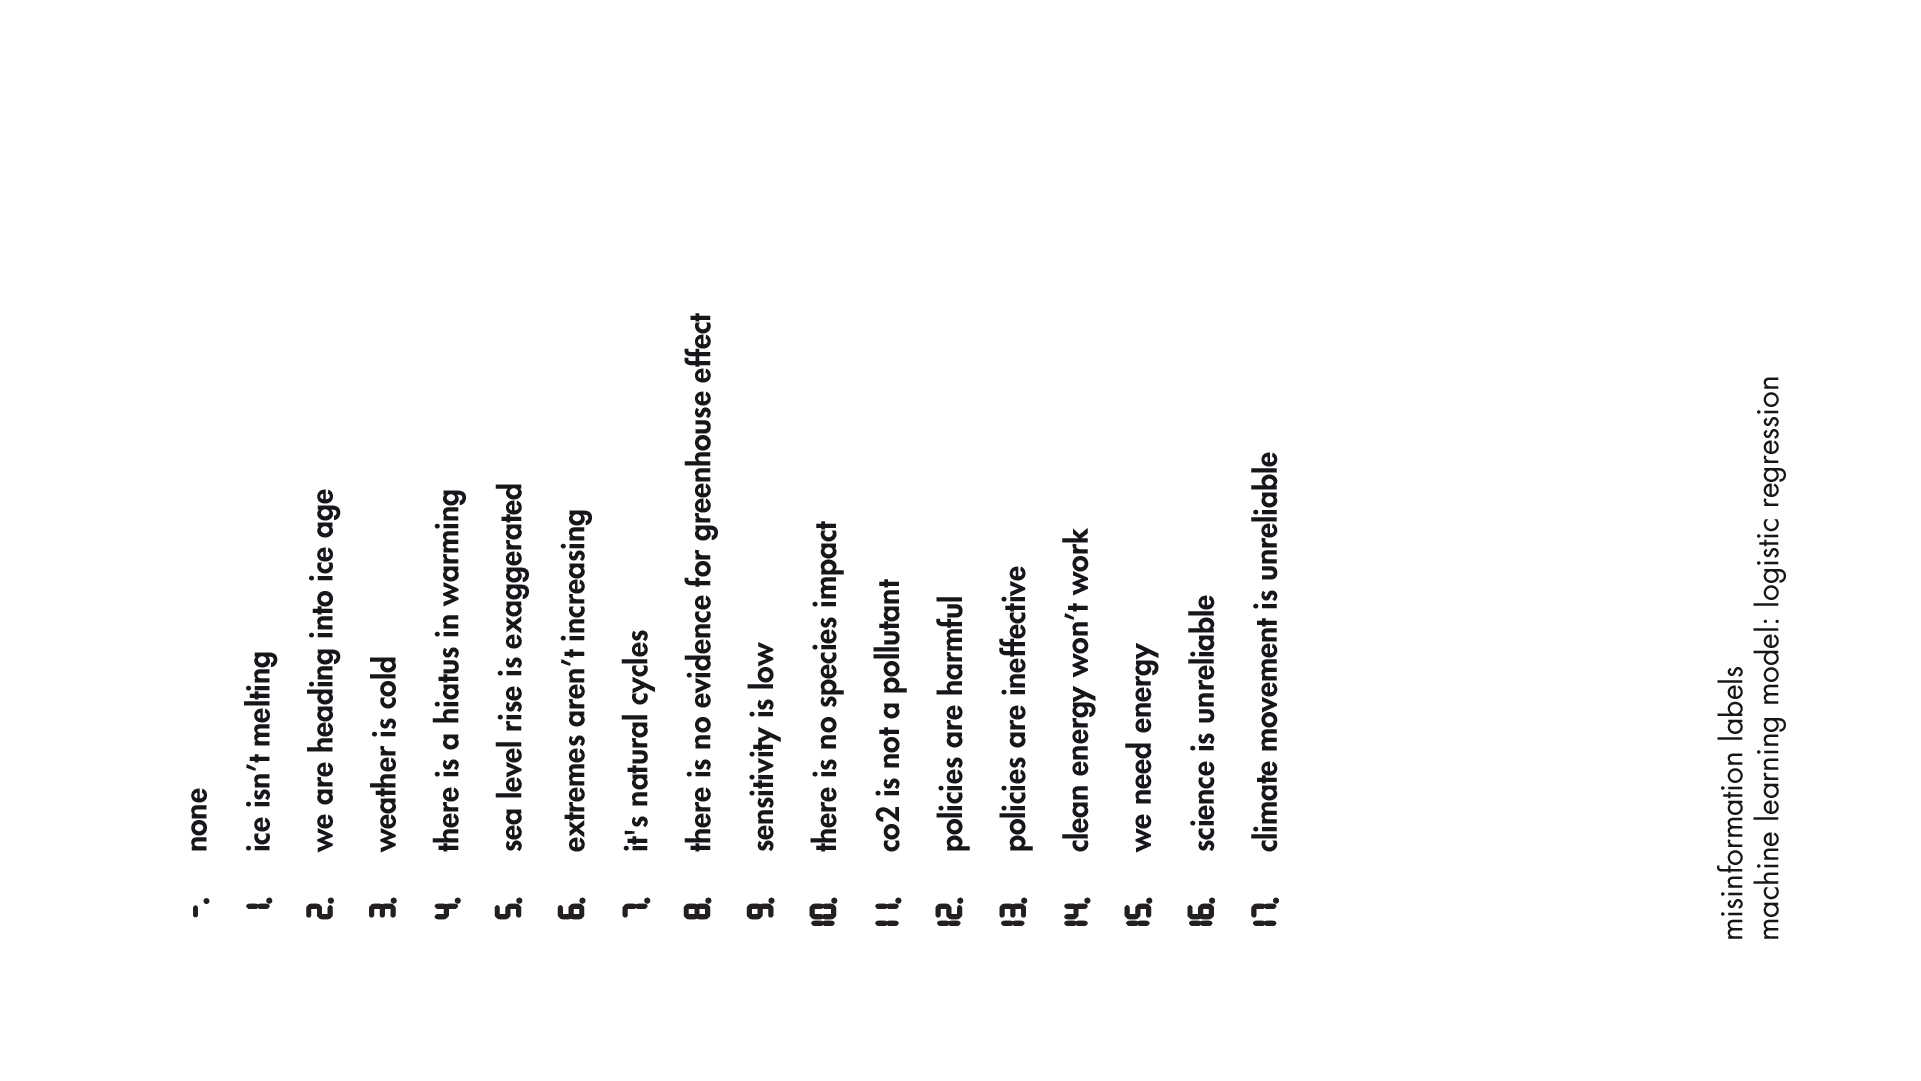 -. none
1. ice isn’t melting
2. we are heading into ice age
3. weather is cold
4. there is a hiatus in warming
5. sea level rise is exaggerated
6. extremes aren’t increasing
7. it's natural cycles
8. there is no evidence for greenhouse effect
9. sensitivity is low
10. there is no species impact
11. co2 is not a pollutant
12. policies are harmful
13. policies are ineffective
14. clean energy won’t work
15. we need energy
16. science is unreliable
17. climate movement is unreliable
misinformation labels
machine learning model: logistic regression